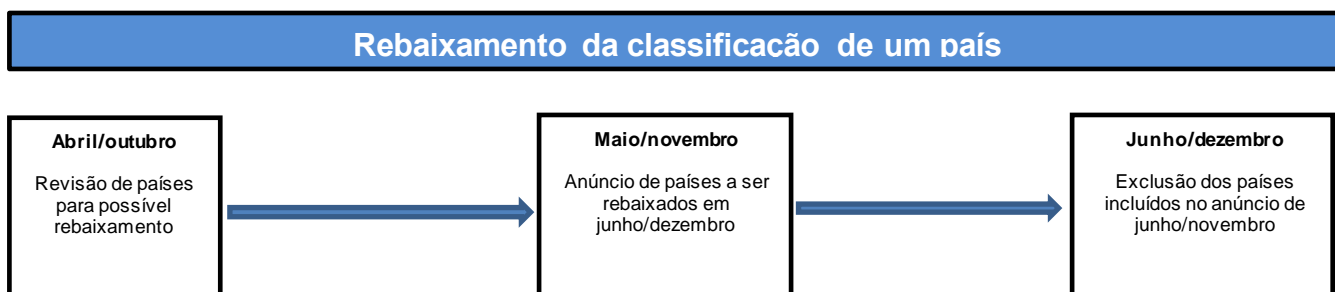 Rebaixamento da classificação de um país
Abril/outubro
Revisão de países
para possível
rebaixamento
Maio/novembro
Anúncio de países a ser
rebaixados em
junho/dezembro
Junho/dezembro
Exclusão dos países
incluídos no anúncio de
junho/novembro